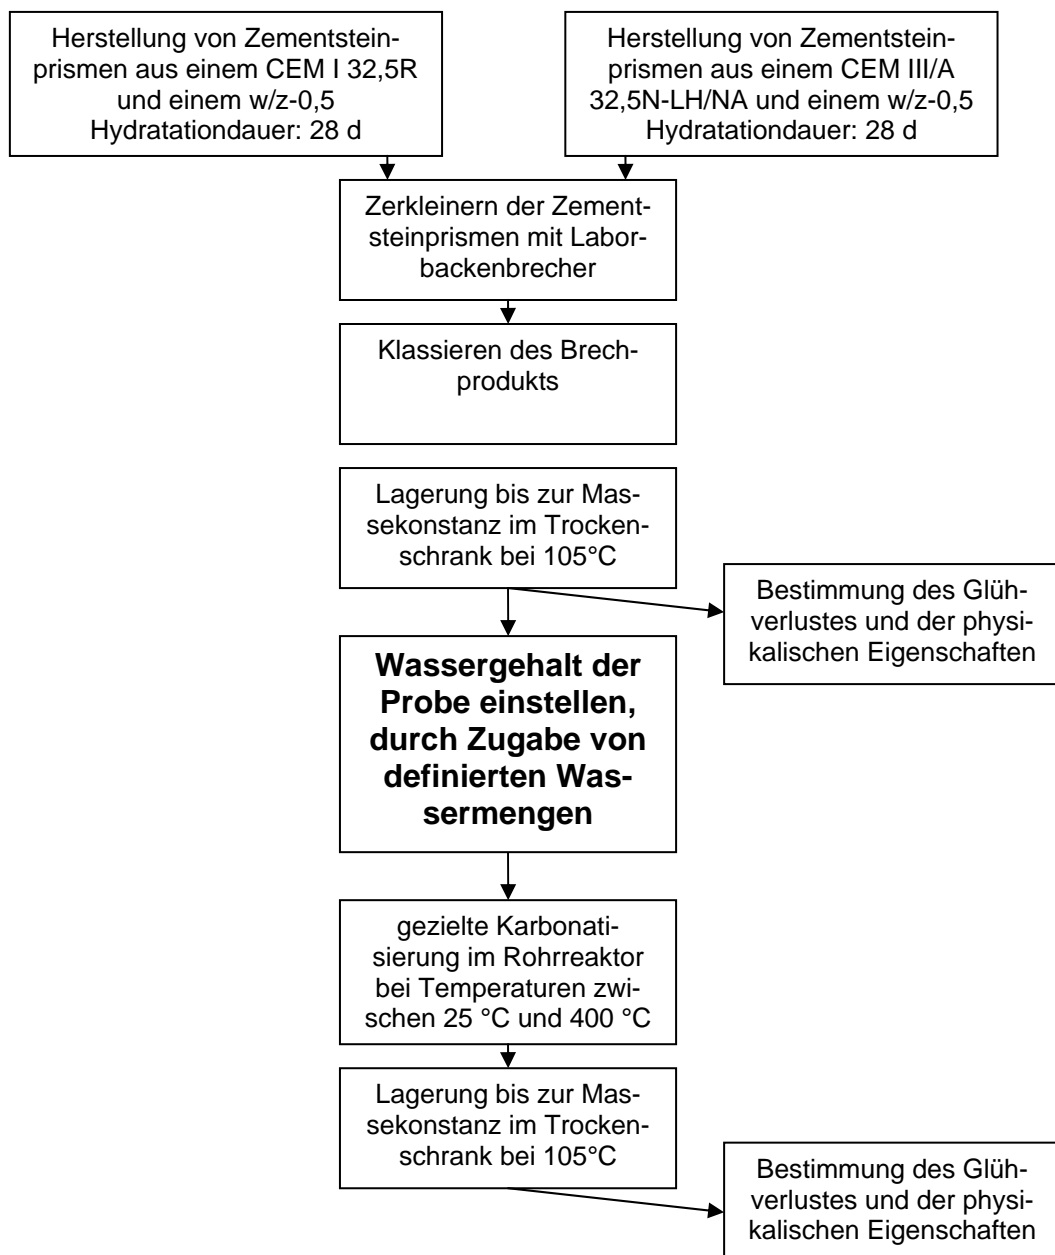 Herstellung von Zementstein-
prismen aus einem CEM I 32,5R
und einem w/z-0,5
Hydratationdauer: 28 d
Herstellung von Zementstein-
prismen aus einem CEM III/A
32,5N-LH/NA und einem w/z-0,5
Hydratationdauer: 28 d
Zerkleinern der Zement-
steinprismen mit Labor-
backenbrecher
Klassieren des Brech-
produkts
Lagerung bis zur Mas-
sekonstanz im Trocken-
schrank bei 105°C
Bestimmung des Glüh-
verlustes und der physi-
kalischen Eigenschaften
Wassergehalt der
Probe einstellen,
durch Zugabe von
definierten Was-
sermengen
gezielte Karbonati-
sierung im Rohrreaktor
bei Temperaturen zwi-
schen 25 °C und 400 °C
Lagerung bis zur Mas-
sekonstanz im Trocken-
schrank bei 105°C
Bestimmung des Glüh-
verlustes und der physi-
kalischen Eigenschaften